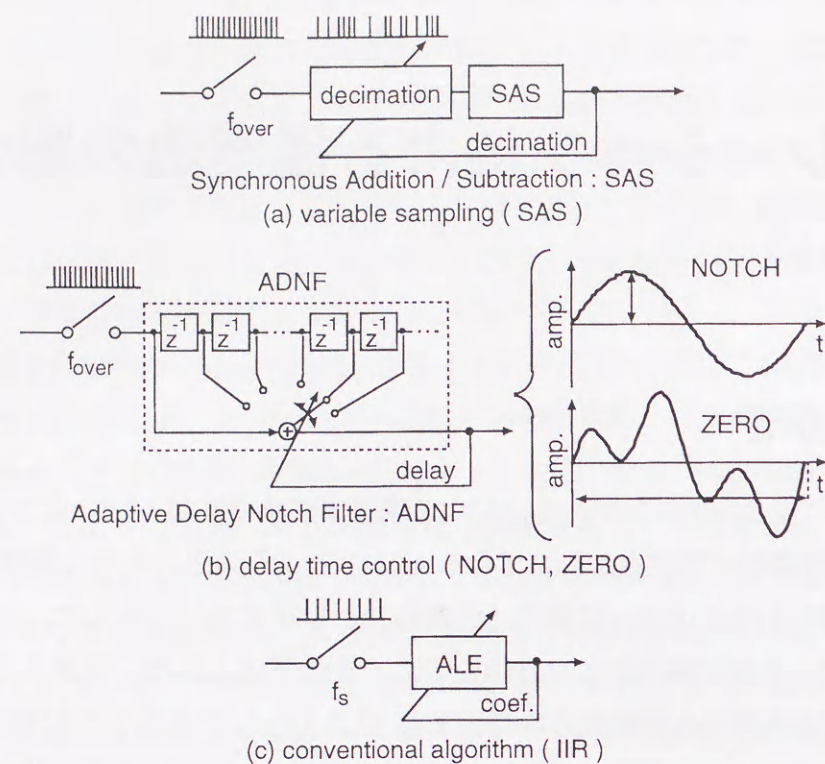 decimation
SAS
f_over
decimation
Synchronous Addition / Subtraction : SAS
(a) variable sampling ( SAS )
ADNF
z^-1
z^-1
z^-1
z^-1
f_over
delay
Adaptive Delay Notch Filter : ADNF
amp.
NOTCH
t
amp.
ZERO
t
(b) delay time control ( NOTCH, ZERO )
f_s
ALE
coef.
(c) conventional algorithm ( IIR )